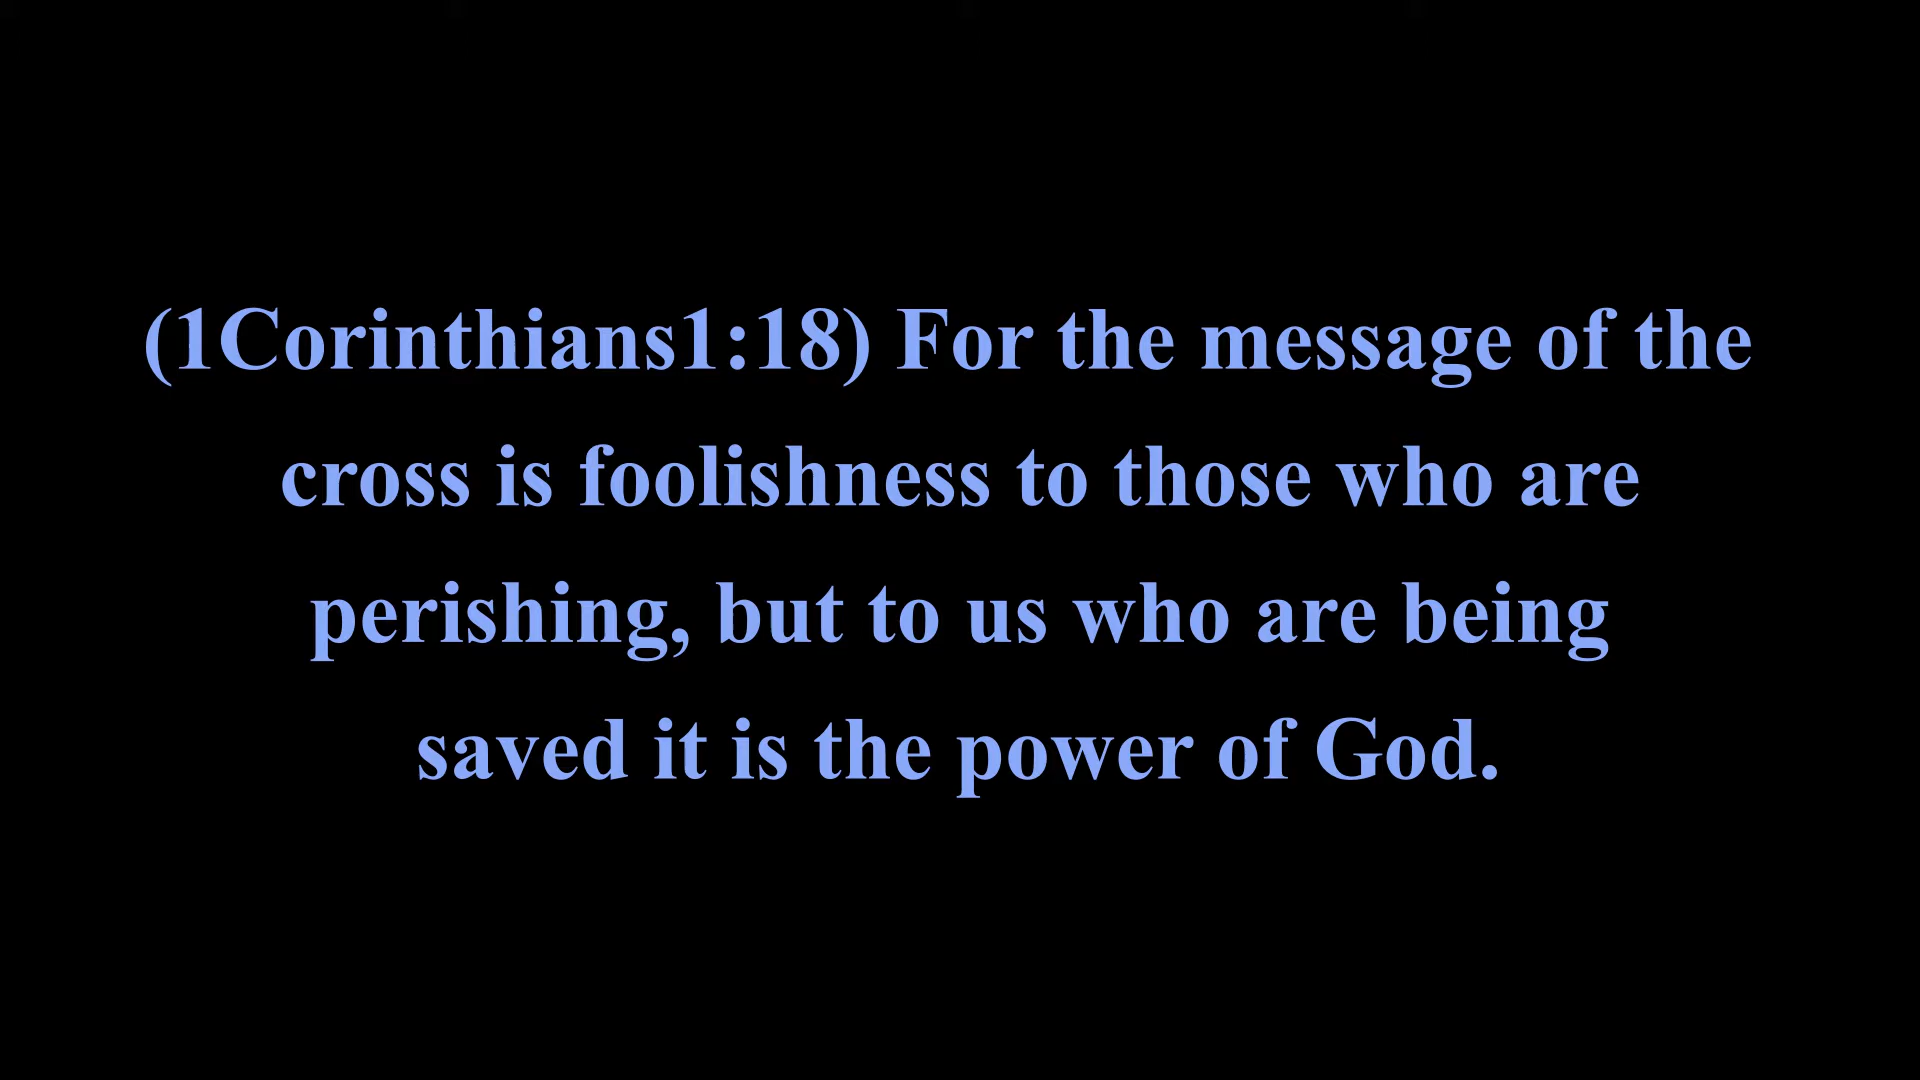 (1Corinthians1:18) For the message of the
cross is foolishness to those who are
perishing, but to us who are being
saved it is the power of God.